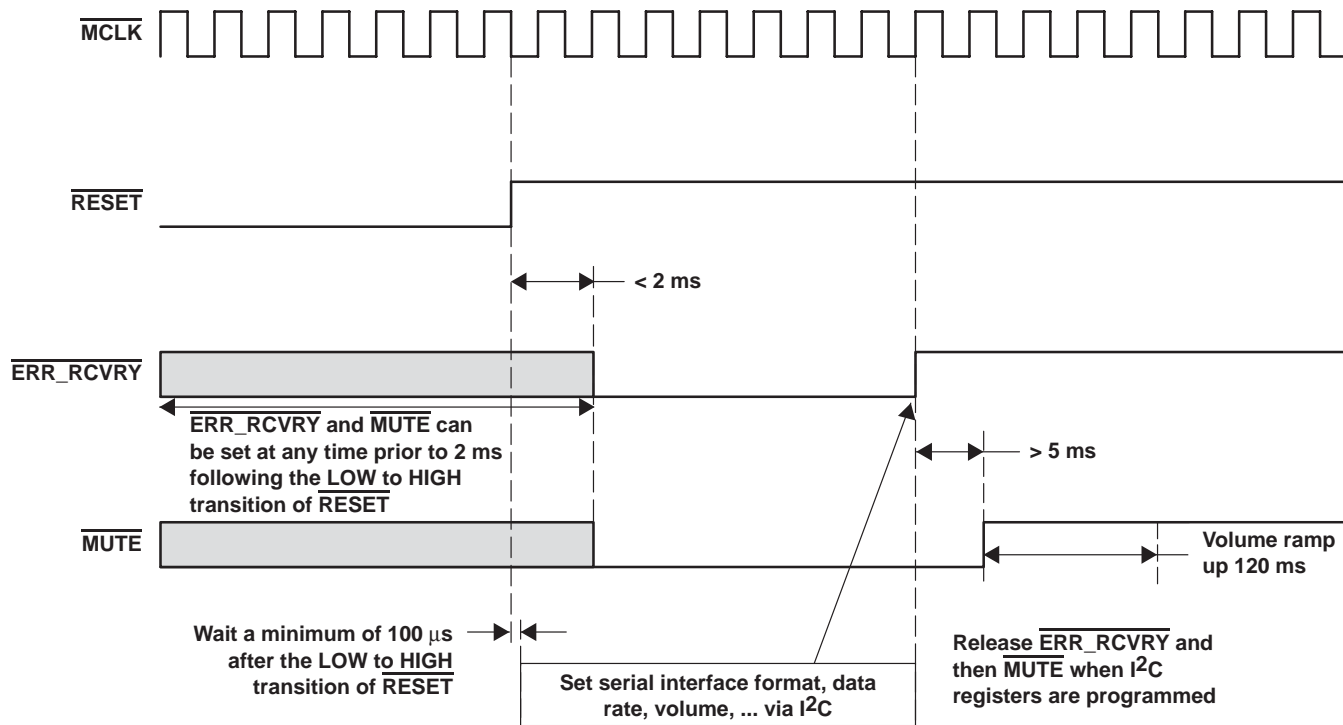 MCLK
RESET
< 2 ms
ERR_RCVRY
ERR_RCVRY and MUTE can
be set at any time prior to 2 ms
following the LOW to HIGH
transition of RESET
> 5 ms
MUTE
Volume ramp
up 120 ms
Wait a minimum of 100 μs
after the LOW to HIGH
transition of RESET
Set serial interface format, data
rate, volume, ... via I2C
Release ERR_RCVRY and
then MUTE when I2C
registers are programmed